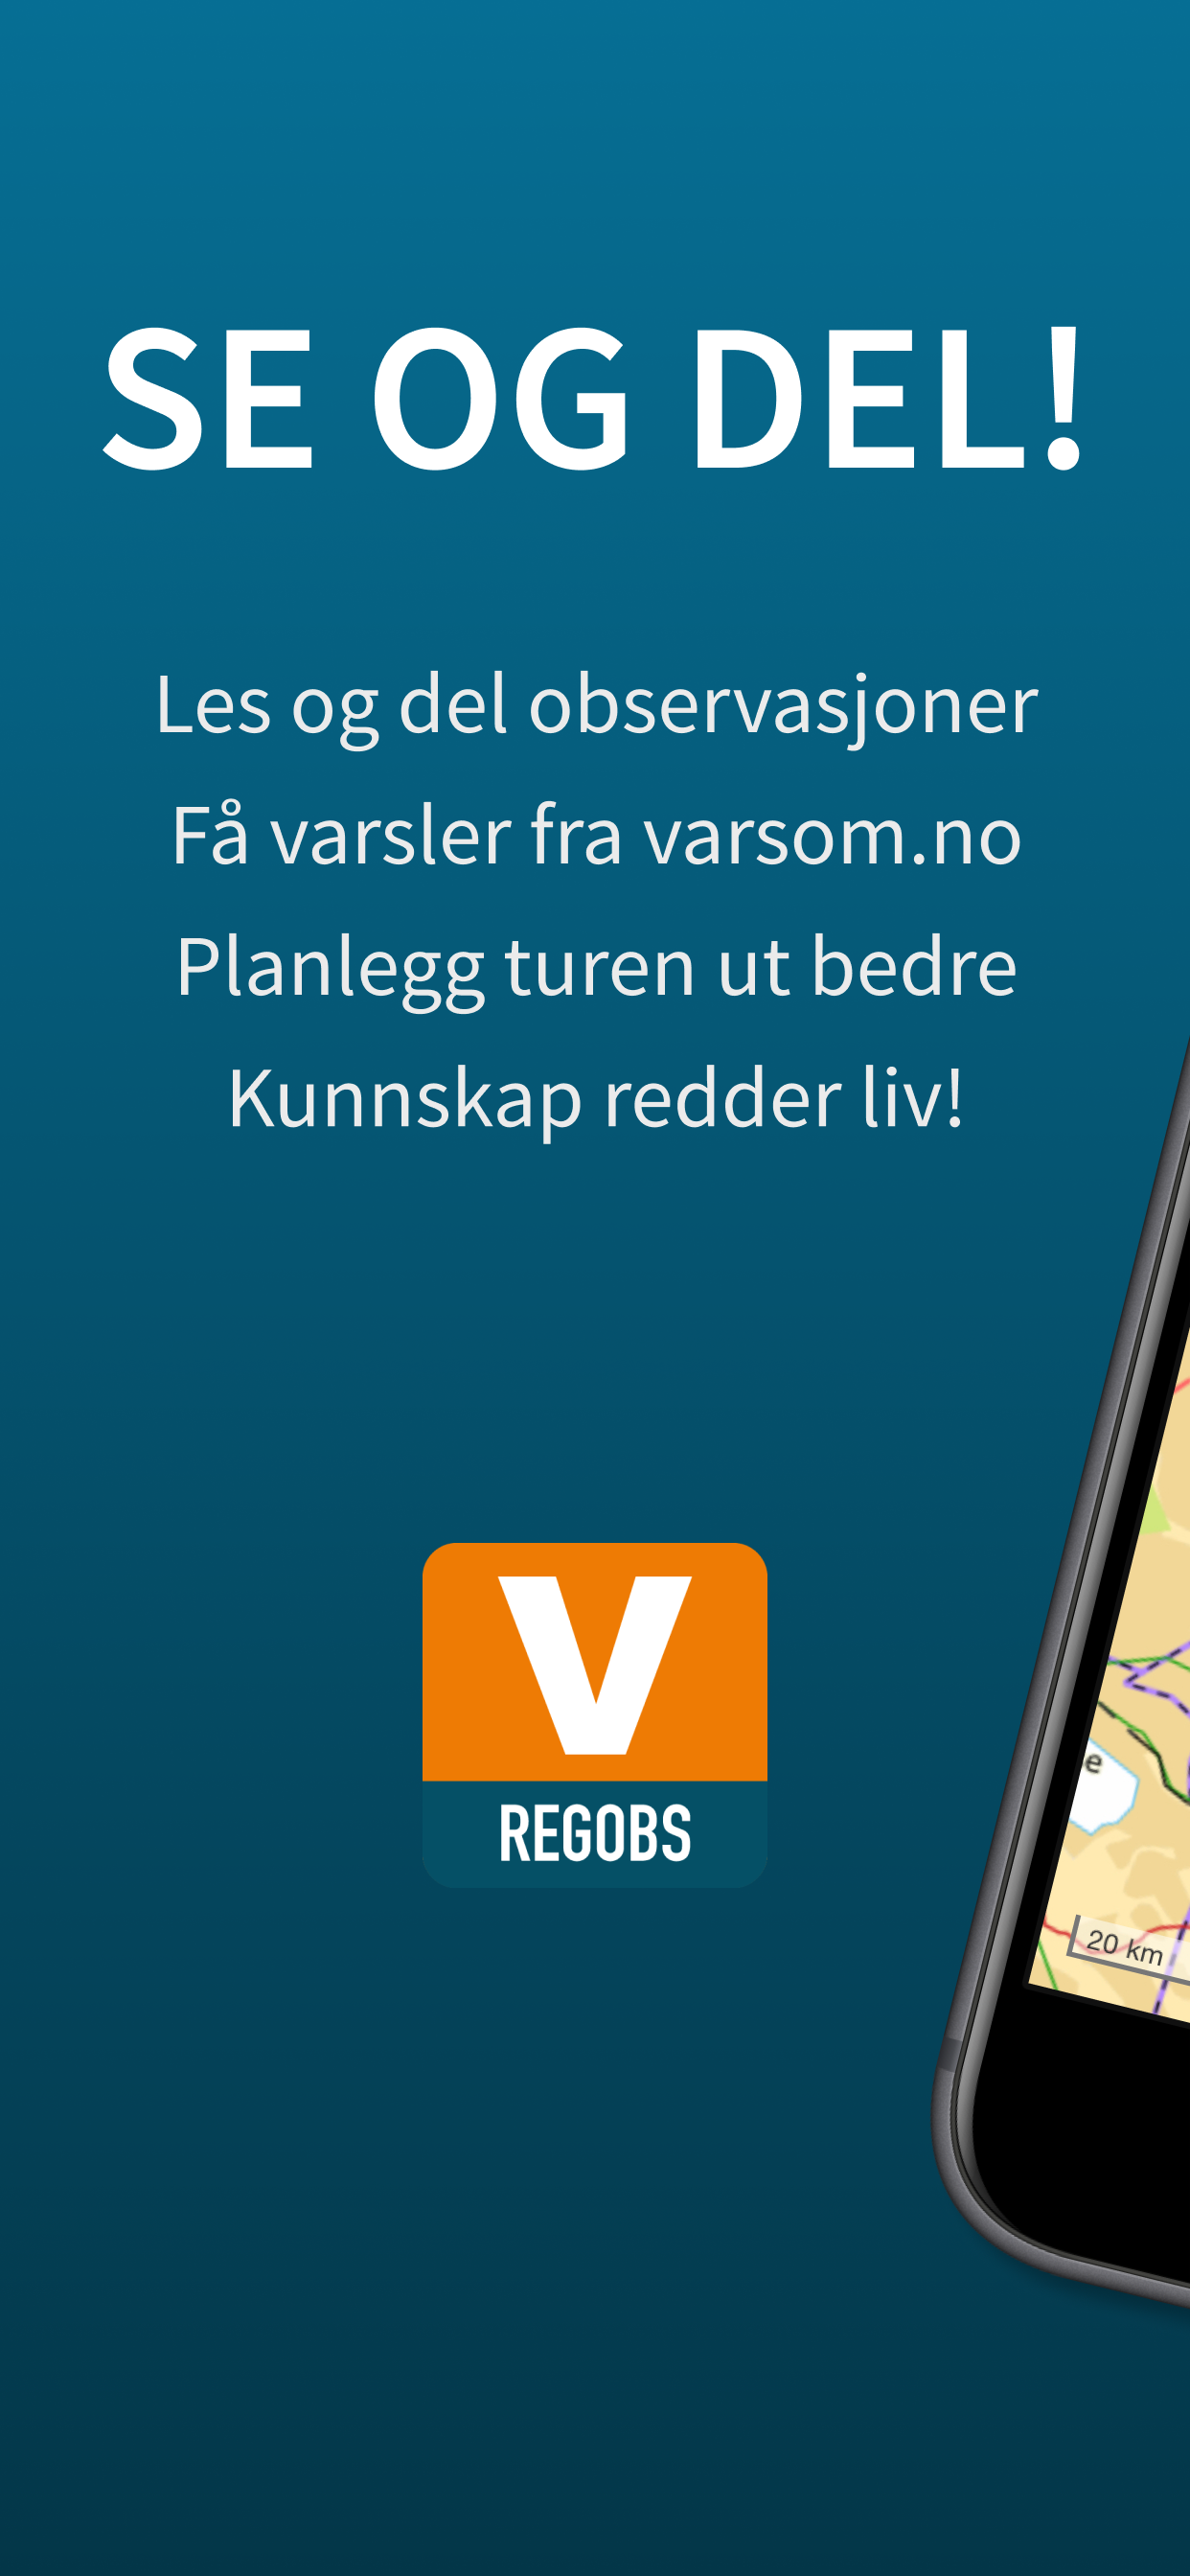 SE OG DEL!
Les og del observasjoner
Få varsler fra varsom.no
Planlegg turen ut bedre
Kunnskap redder liv!
V
REGOBS
e
20 km